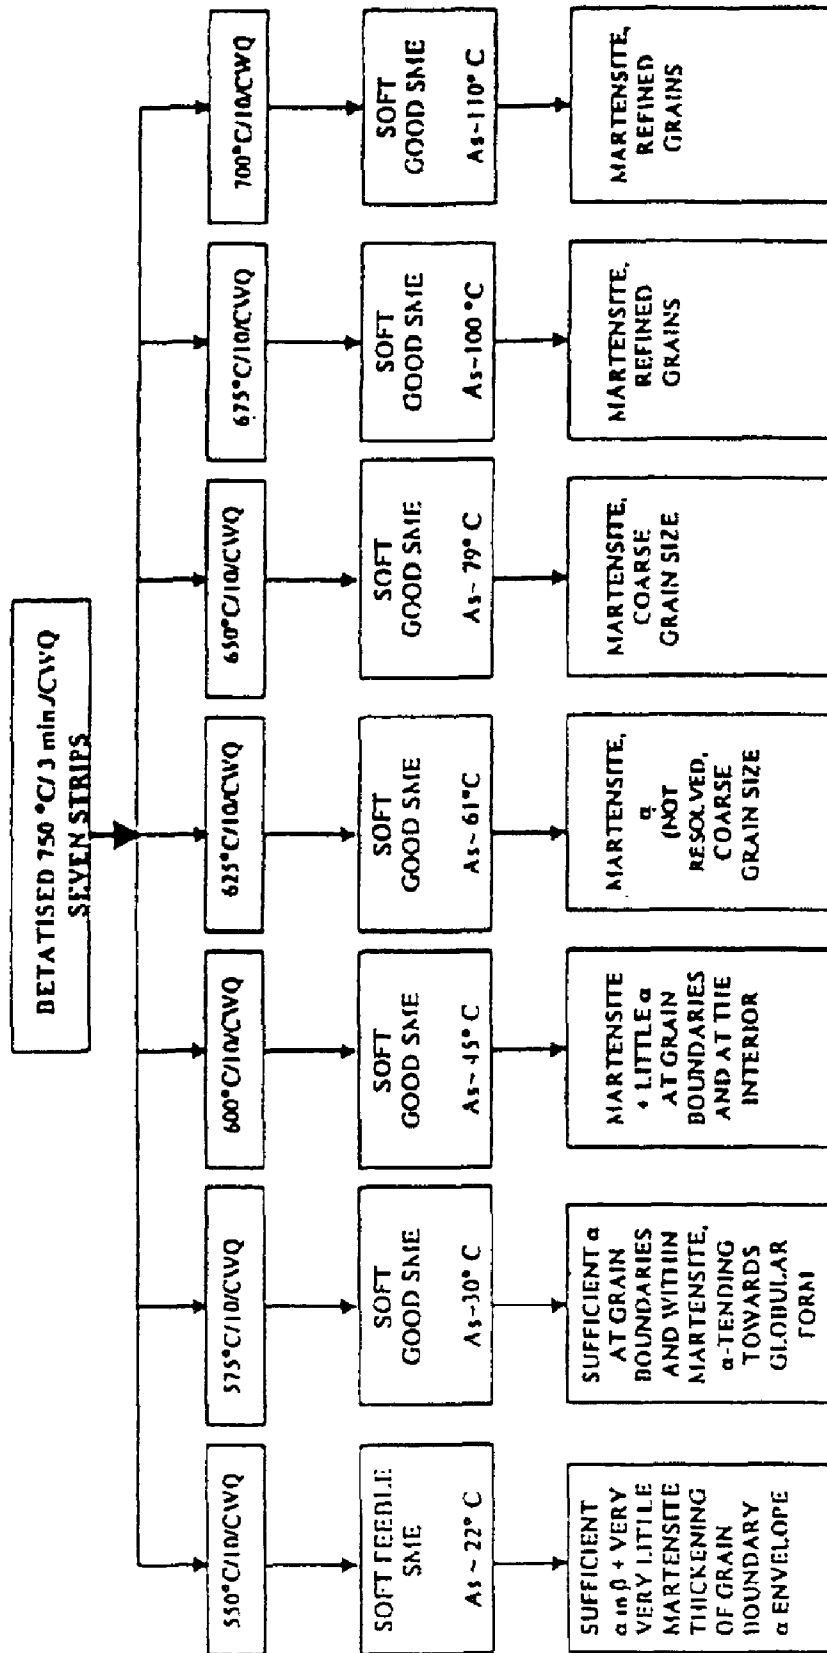 BETATISED 750 °C/ 3 min./CWQ
SEVEN STRIPS
550°C/10/CWQ
575°C/10/CWQ
600°C/10/CWQ
625°C/10/CWQ
650°C/10/CWQ
675°C/10/CWQ
700°C/10/CWQ
SOFT FEEBLE
SME
As ~ 22° C
SOFT
GOOD SME
As~30° C
SOFT
GOOD SME
As~ 45° C
SOFT
GOOD SME
As~ 61°C
SOFT
GOOD SME
As~ 79° C
SOFT
GOOD SME
As~100 °C
SOFT
GOOD SME
As~110° C
SUFFICIENT
α in β + VERY
VERY LITTLE
MARTENSITE
THICKENING
OF GRAIN
BOUNDARY
α ENVELOPE
SUFFICIENT α
AT GRAIN
BOUNDARIES
AND WITHIN
MARTENSITE,
α-TENDING
TOWARDS
GLOBULAR
FORM
MARTENSITE
+ LITTLE α
AT GRAIN
BOUNDARIES
AND AT THE
INTERIOR
MARTENSITE,
α
(NOT
RESOLVED,
COARSE
GRAIN SIZE
MARTENSITE,
COARSE
GRAIN SIZE
MARTENSITE,
REFINED
GRAINS
MARTENSITE,
REFINED
GRAINS